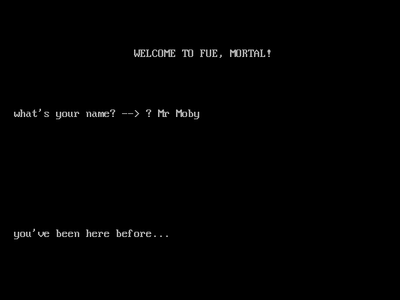 WELCOME TO FUE, MORTAL!
what's your name? --> ? Mr Moby
you've been here before...